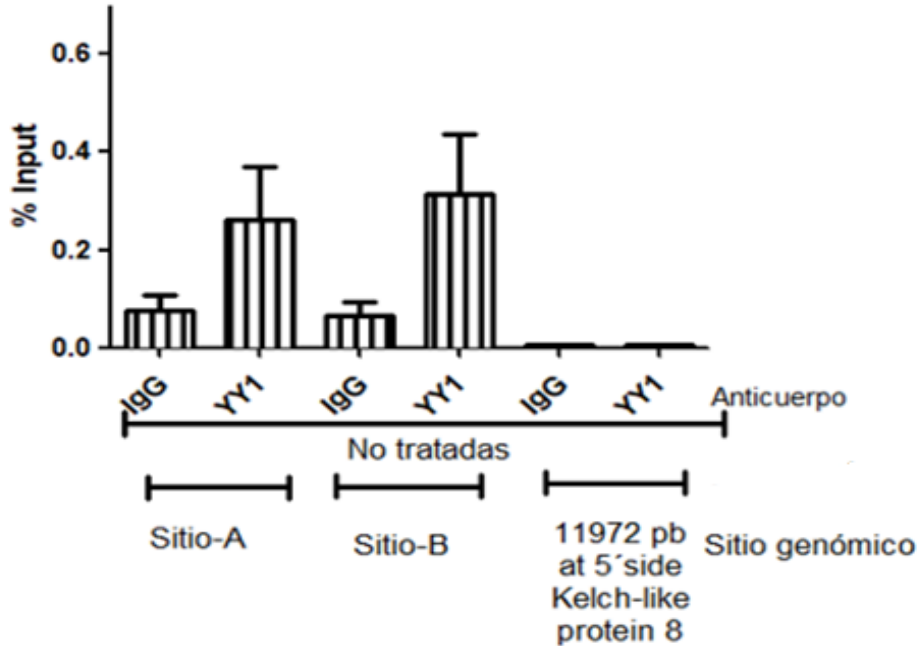 % Input
0.6
0.4
0.2
0.0
IgG
YY1
IgG
YY1
IgG
YY1
Anticuerpo
No tratadas
Sitio-A
Sitio-B
11972 pb
at 5´side
Kelch-like
protein 8
Sitio genómico